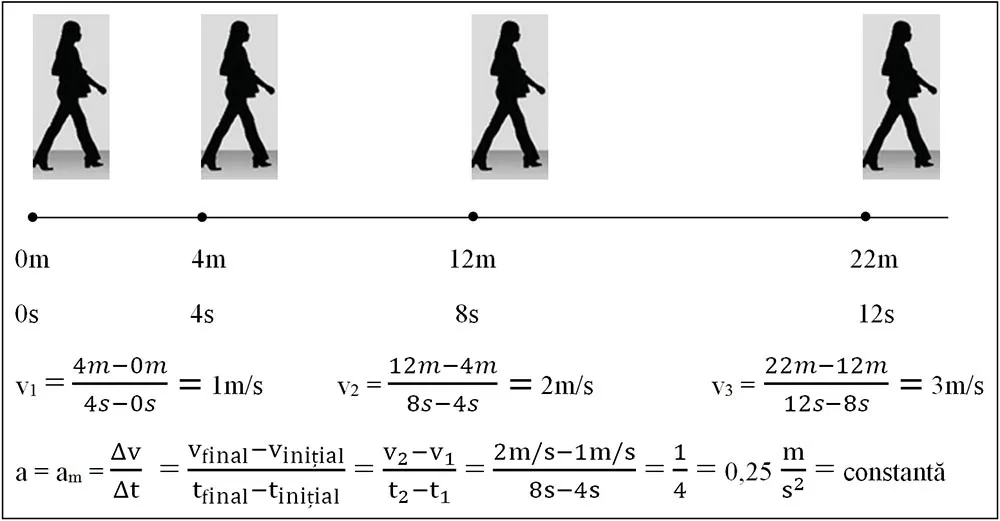 0m 4m 12m 22m
0s 4s 8s 12s
v₁ = (4m−0m)/(4s−0s) = 1m/s v₂ = (12m−4m)/(8s−4s) = 2m/s v₃ = (22m−12m)/(12s−8s) = 3m/s
a = aₘ = Δv/Δt = (v_final−v_inițial)/(t_final−t_inițial) = (v₂−v₁)/(t₂−t₁) = (2m/s−1m/s)/(8s−4s) = 1/4 = 0,25 m/s² = constantă